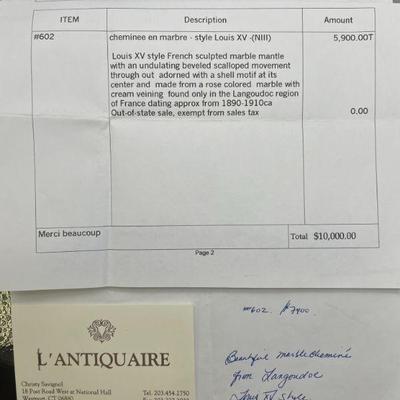 ITEM Description Amount
#602 cheminee en marbre - style Louis XV -(NIII) 5,900.00T
Louis XV style French sculpted marble mantle
with an undulating beveled scalloped movement
through out adorned with a shell motif at its
center and made from a rose colored marble with
cream veining found only in the Langoudoc region
of France dating approx from 1890-1910ca
Out-of-state sale, exempt from sales tax 0.00
Merci beaucoup Total $10,000.00
Page 2
#602. $7400.
L'ANTIQUAIRE
Beautiful marble cheminé
from Langoudoc
Louis XV style
Christy Savignol
18 Post Road West at National Hall Tel. 203.454.2750
Westport, CT 06880